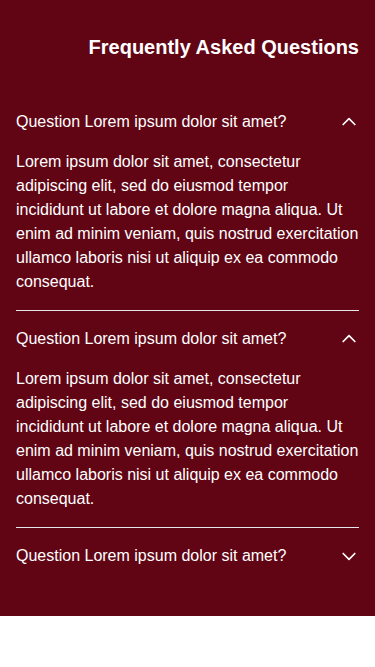 Frequently Asked Questions
Question Lorem ipsum dolor sit amet?
Lorem ipsum dolor sit amet, consectetur
adipiscing elit, sed do eiusmod tempor
incididunt ut labore et dolore magna aliqua. Ut
enim ad minim veniam, quis nostrud exercitation
ullamco laboris nisi ut aliquip ex ea commodo
consequat.
Question Lorem ipsum dolor sit amet?
Lorem ipsum dolor sit amet, consectetur
adipiscing elit, sed do eiusmod tempor
incididunt ut labore et dolore magna aliqua. Ut
enim ad minim veniam, quis nostrud exercitation
ullamco laboris nisi ut aliquip ex ea commodo
consequat.
Question Lorem ipsum dolor sit amet?